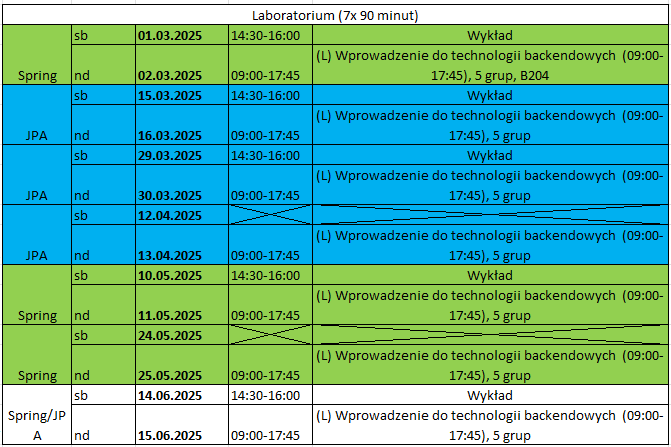 Laboratorium (7x 90 minut)
sb 01.03.2025 14:30-16:00 Wykład
(L) Wprowadzenie do technologii backendowych (09:00-
Spring nd 02.03.2025 09:00-17:45 17:45), 5 grup, B204
sb 15.03.2025 14:30-16:00 Wykład
(L) Wprowadzenie do technologii backendowych (09:00-
JPA nd 16.03.2025 09:00-17:45 17:45), 5 grup
sb 29.03.2025 14:30-16:00 Wykład
(L) Wprowadzenie do technologii backendowych (09:00-
JPA nd 30.03.2025 09:00-17:45 17:45), 5 grup
sb 12.04.2025
(L) Wprowadzenie do technologii backendowych (09:00-
JPA nd 13.04.2025 09:00-17:45 17:45), 5 grup
sb 10.05.2025 14:30-16:00 Wykład
(L) Wprowadzenie do technologii backendowych (09:00-
Spring nd 11.05.2025 09:00-17:45 17:45), 5 grup
sb 24.05.2025
(L) Wprowadzenie do technologii backendowych (09:00-
Spring nd 25.05.2025 09:00-17:45 17:45), 5 grup
sb 14.06.2025 14:30-16:00 Wykład
Spring/JP (L) Wprowadzenie do technologii backendowych (09:00-
A nd 15.06.2025 09:00-17:45 17:45), 5 grup